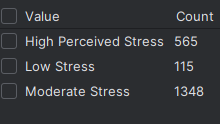 Value Count
High Perceived Stress 565
Low Stress 115
Moderate Stress 1348